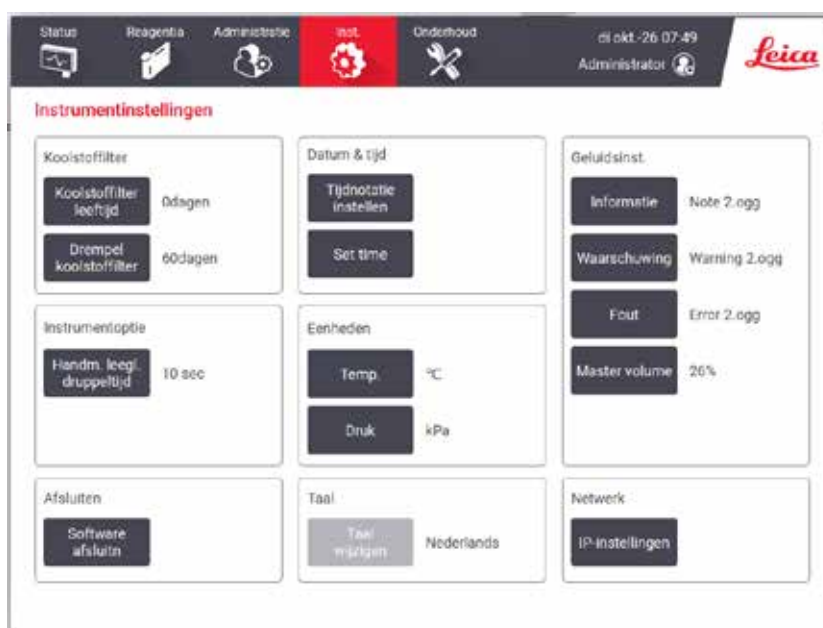 Status
Reagentia
Administratie
Inst.
Onderhoud
di okt.-26 07:49
Administrator
Leica
Instrumentinstellingen
Koolstoffilter
Koolstoffilter
leeftijd
0dagen
Drempel
koolstoffilter
60dagen
Datum & tijd
Tijdnotatie
instellen
Set time
Geluidsinst.
Informatie
Note 2.ogg
Waarschuwing
Warning 2.ogg
Fout
Error 2.ogg
Master volume
26%
Instrumentoptie
Handm. leegl.
druppeltijd
10 sec
Eenheden
Temp.
°C
Druk
kPa
Afsluiten
Software
afsluitn
Taal
Taal
wijzigen
Nederlands
Netwerk
IP-instellingen